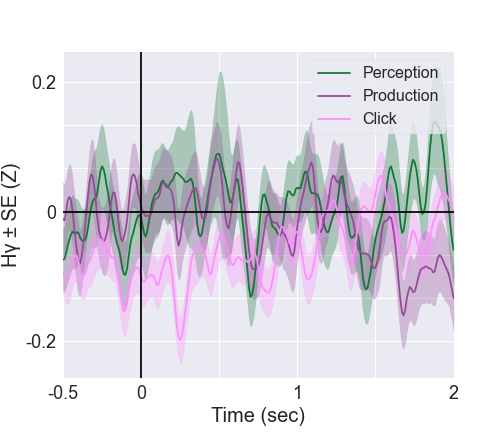 Perception
Production
Click
0.2
0
-0.2
Hγ ± SE (Z)
-0.5
0
1
2
Time (sec)